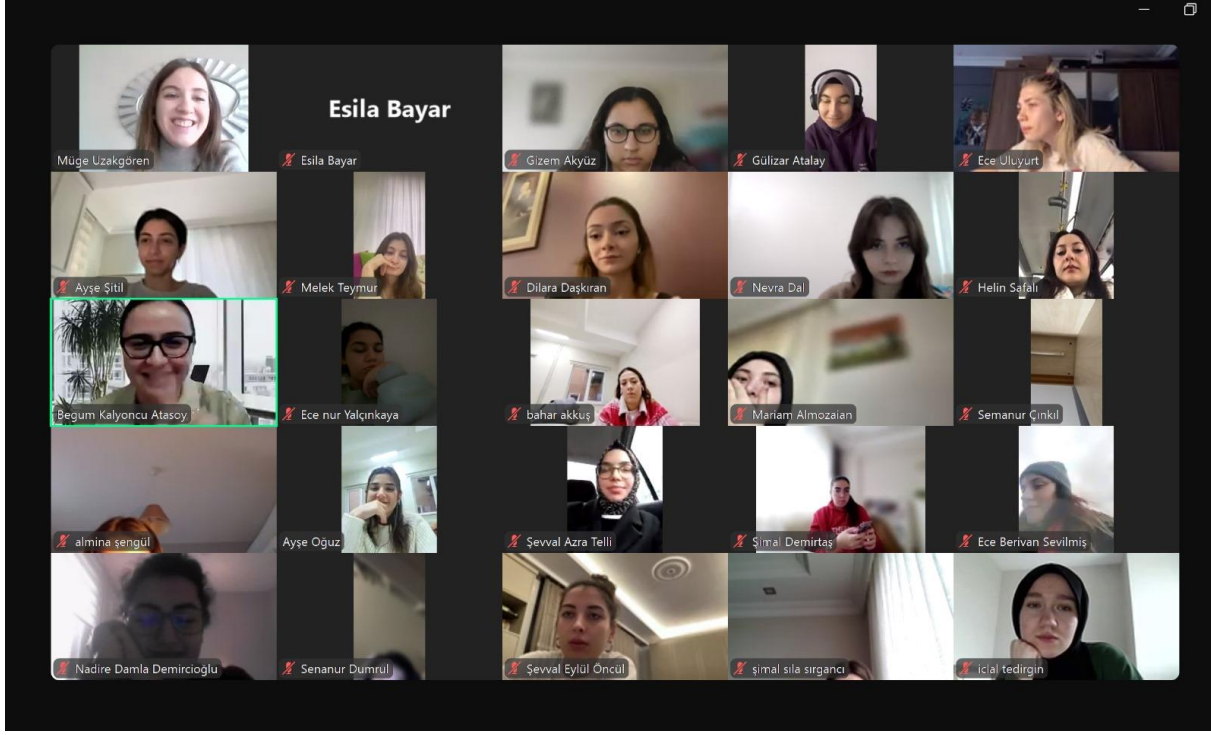 Esila Bayar
Müge Uzakgören
Esila Bayar
Gizem Akyüz
Gülizar Atalay
Ece Uluyurt
Ayşe Şitil
Melek Teymur
Dilara Daşkıran
Nevra Dal
Helin Safalı
Begum Kalyoncu Atasoy
Ece nur Yalçınkaya
bahar akkuş
Mariam Almozaian
Semanur Çınkıl
almina şengül
Ayşe Oğuz
Şevval Azra Telli
Şimal Demirtaş
Ece Berivan Sevilmiş
Nadire Damla Demircioğlu
Senanur Dumrul
Şevval Eylül Öncül
şimal sıla sırgancı
iclal tedirgin